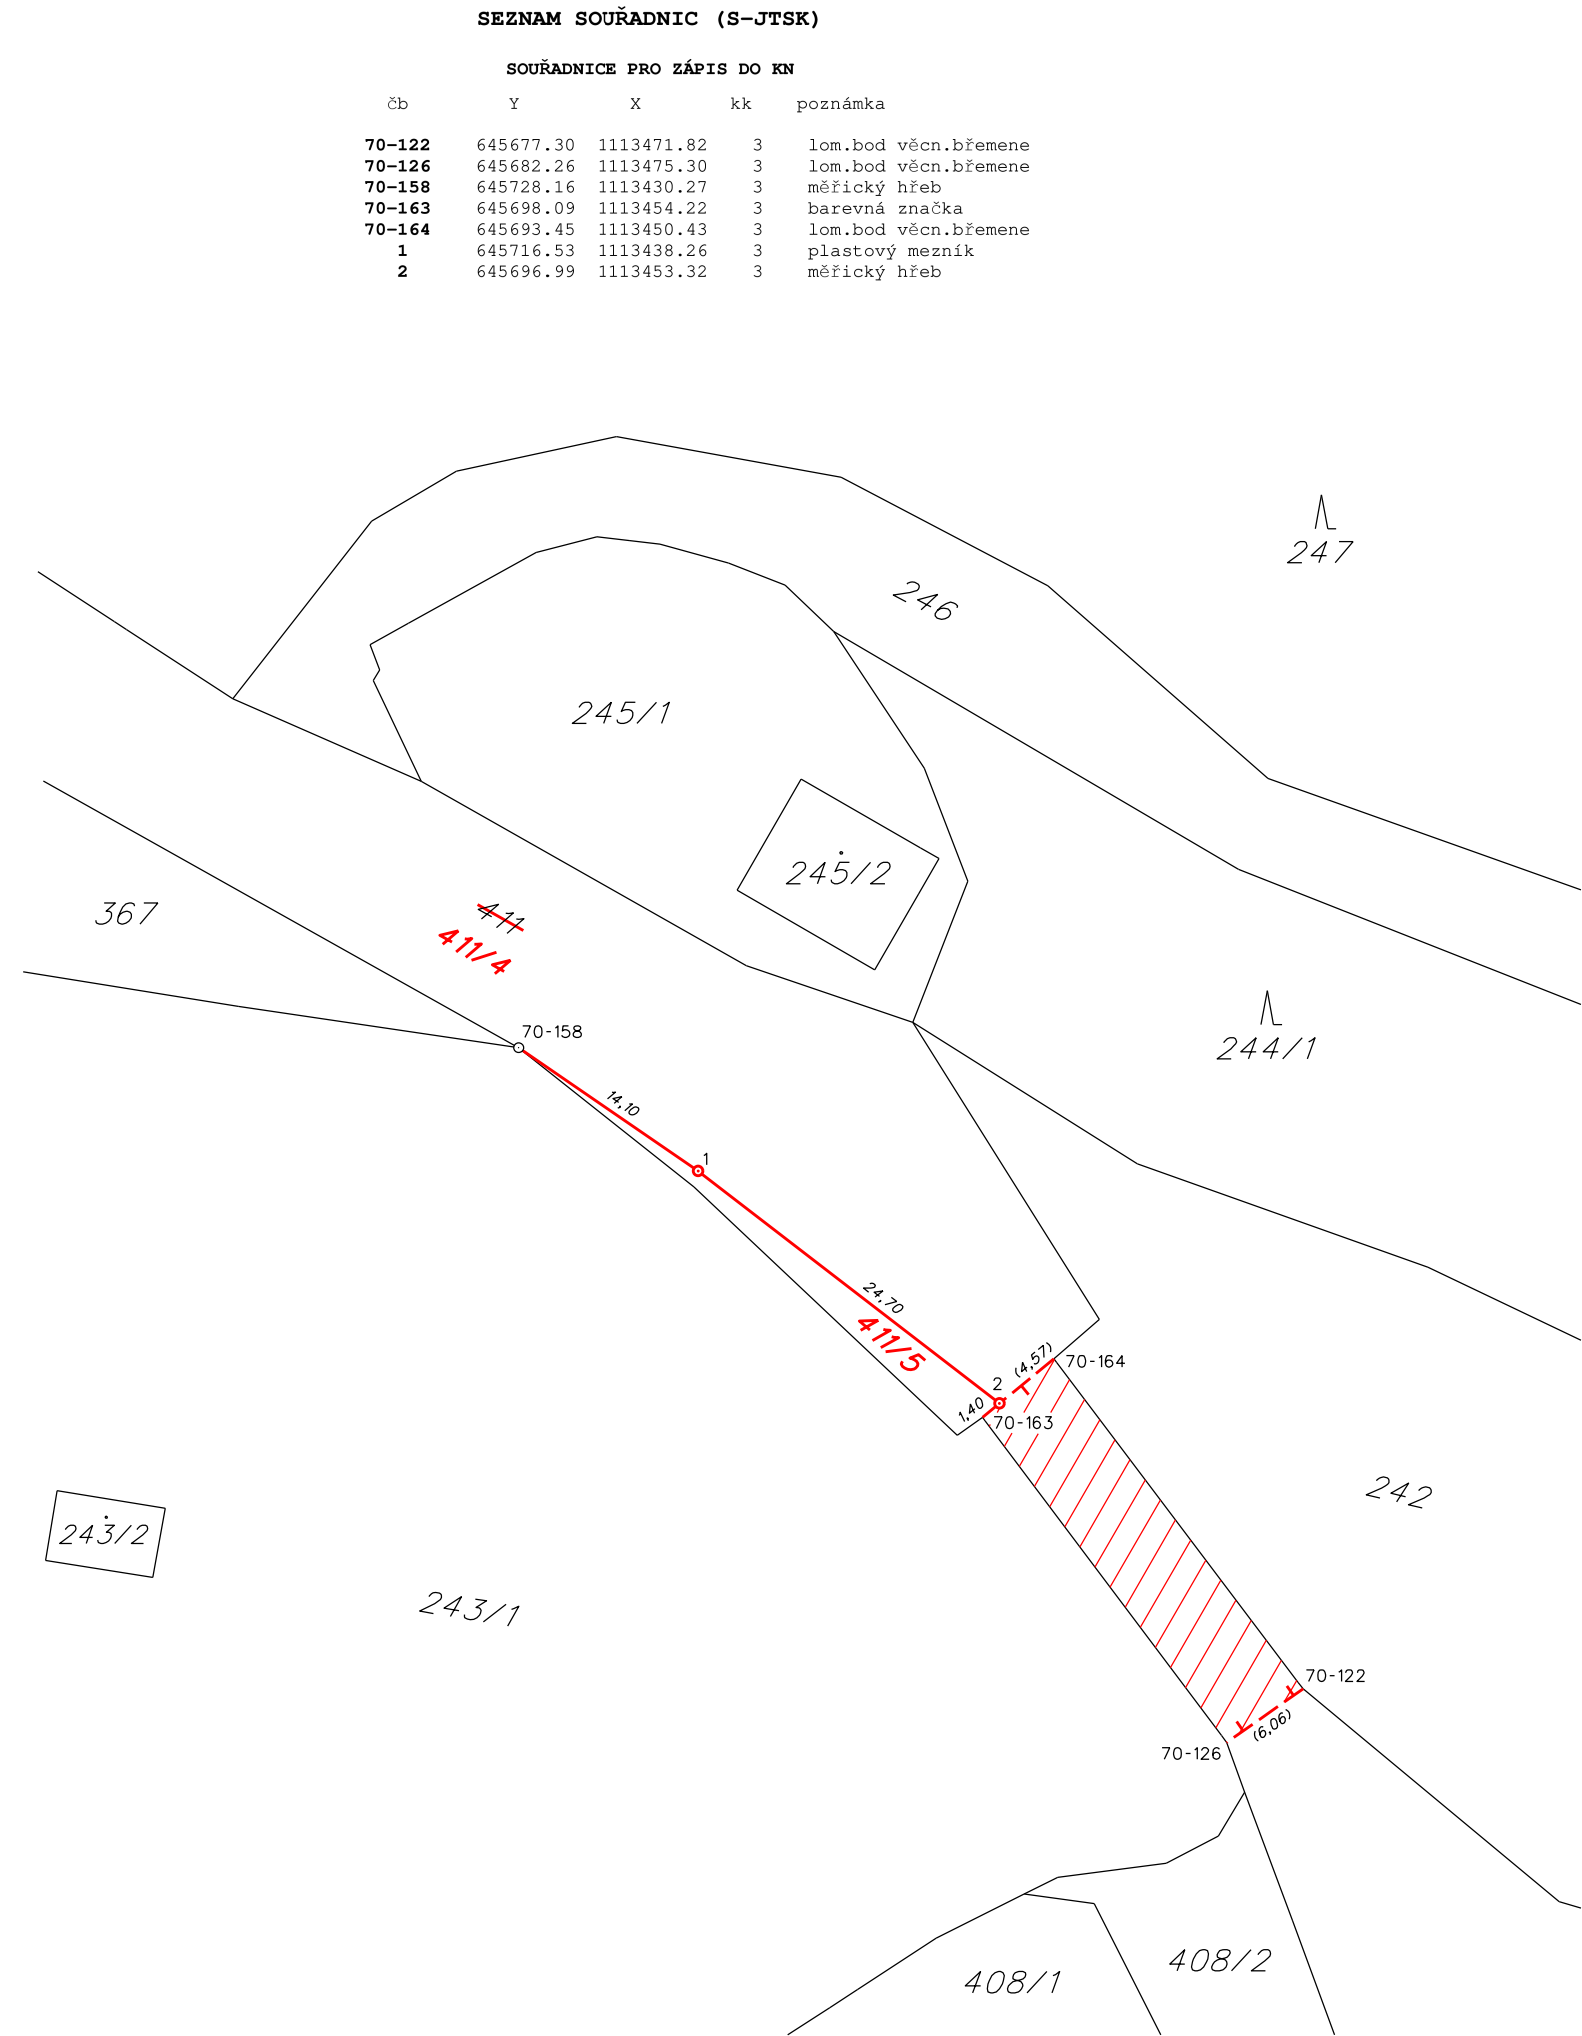 SEZNAM SOUŘADNIC (S-JTSK)
SOUŘADNICE PRO ZÁPIS DO KN
čb Y X kk poznámka
70-122 645677.30 1113471.82 3 lom.bod věcn.břemene
70-126 645682.26 1113475.30 3 lom.bod věcn.břemene
70-158 645728.16 1113430.27 3 měřický hřeb
70-163 645698.09 1113454.22 3 barevná značka
70-164 645693.45 1113450.43 3 lom.bod věcn.břemene
1 645716.53 1113438.26 3 plastový mezník
2 645696.99 1113453.32 3 měřický hřeb
247
246
245/1
245/2
367
411
411/4
70-158
244/1
14,10
1
24,70
411/5
(4,57)
70-164
2
1,40
70-163
242
243/2
243/1
70-122
(6,06)
70-126
408/2
408/1